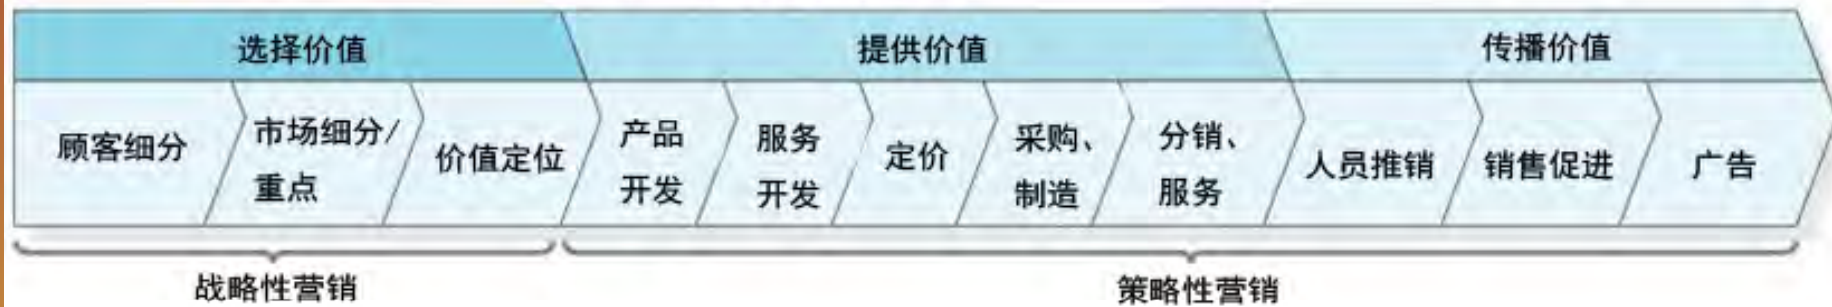 选择价值
提供价值
传播价值
顾客细分
市场细分/
重点
价值定位
产品
开发
服务
开发
定价
采购、
制造
分销、
服务
人员推销
销售促进
广告
战略性营销
策略性营销